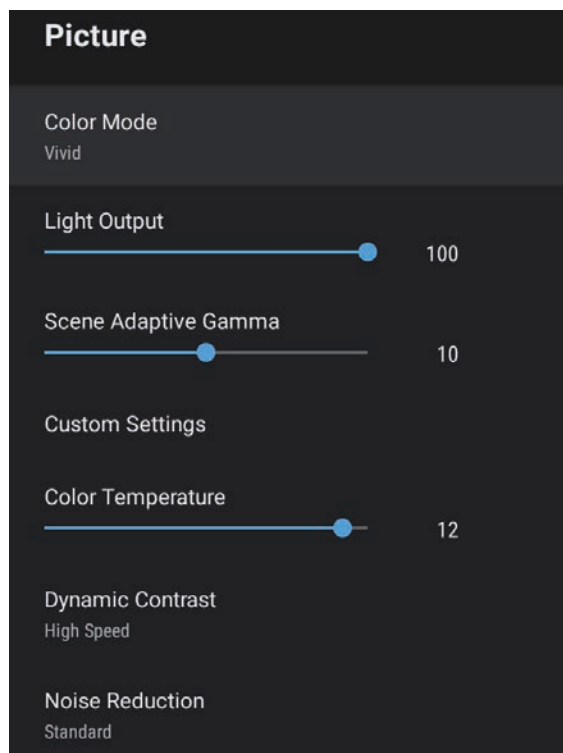 Picture
Color Mode
Vivid
Light Output
100
Scene Adaptive Gamma
10
Custom Settings
Color Temperature
12
Dynamic Contrast
High Speed
Noise Reduction
Standard